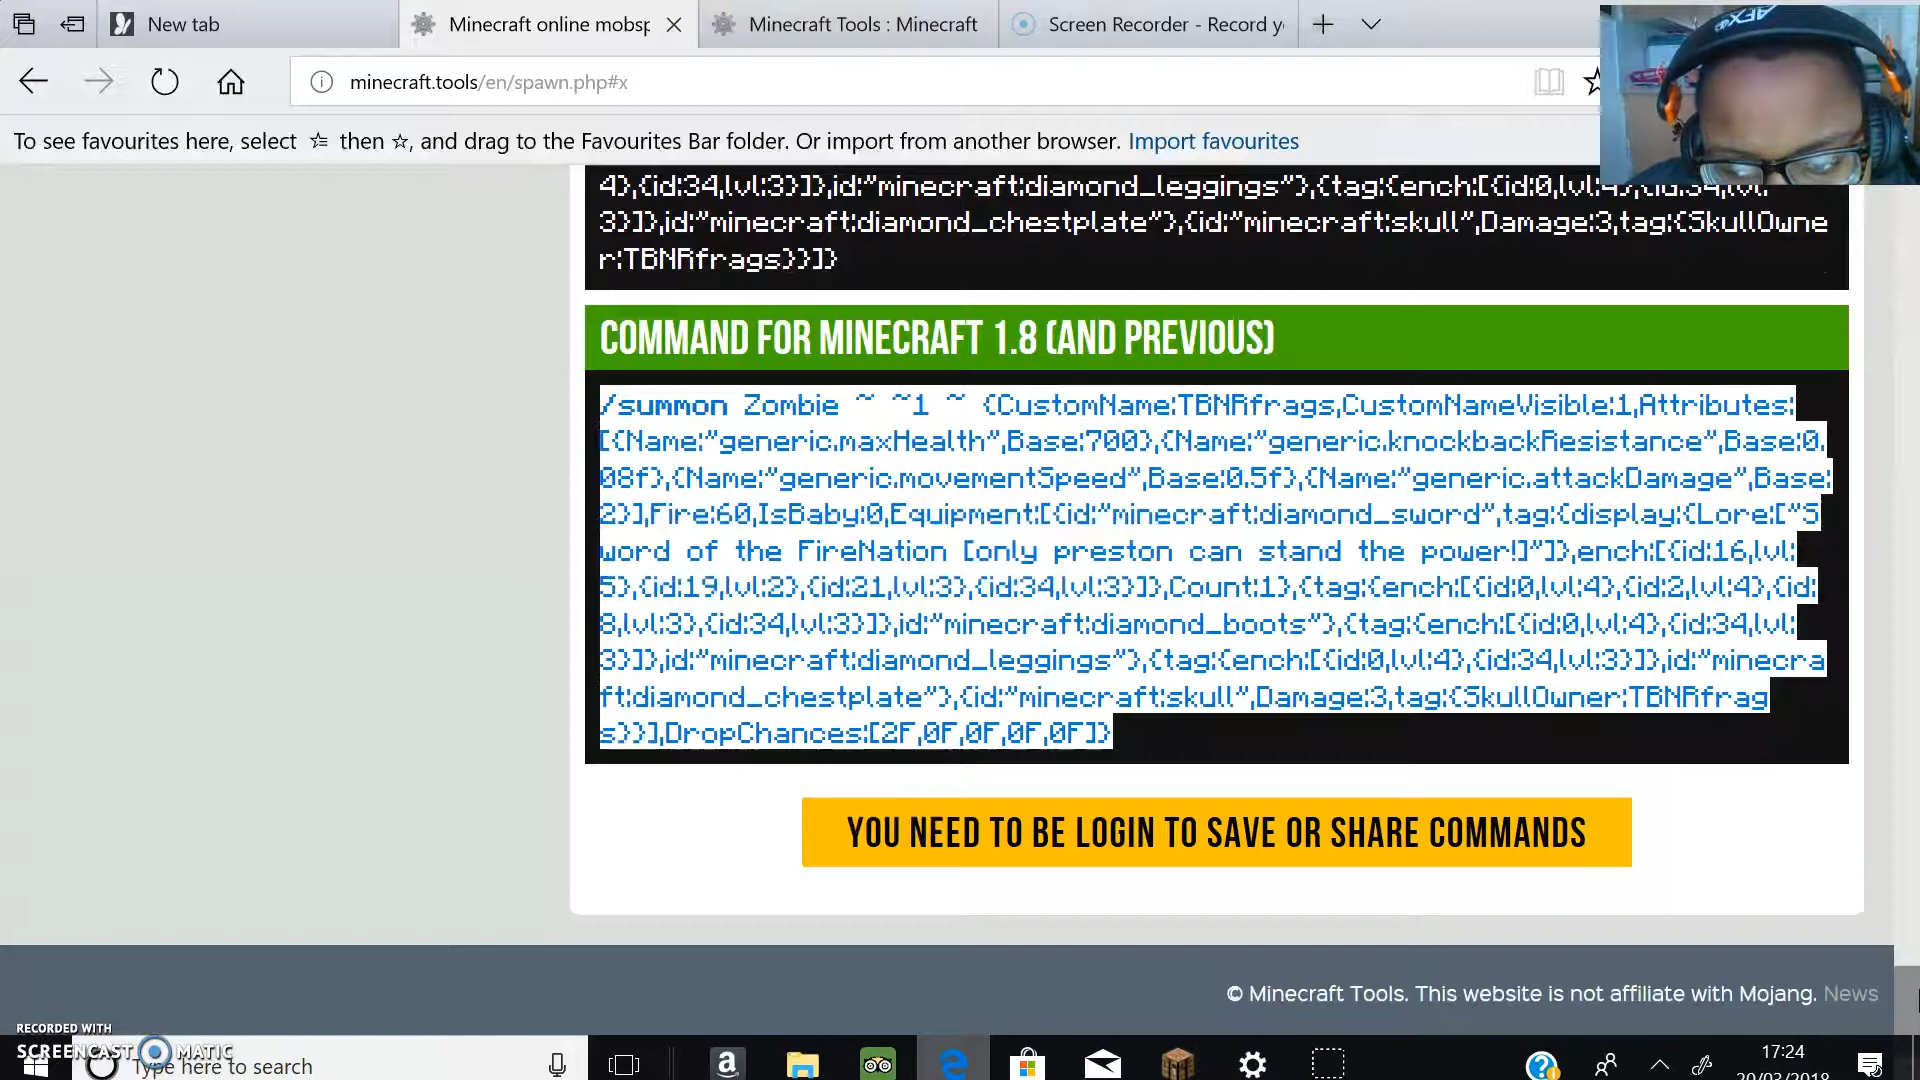 New tab
Minecraft online mobsp
Minecraft Tools : Minecraft
Screen Recorder - Record y
minecraft.tools/en/spawn.php#x
To see favourites here, select then , and drag to the Favourites Bar folder. Or import from another browser. Import favourites
4},{id:34,lvl:3}]},id:"minecraft:diamond_leggings"},{tag:{ench:[{id:0,lvl:4},{id:34,lvl:
3}]},id:"minecraft:diamond_chestplate"},{id:"minecraft:skull",Damage:3,tag:{SkullOwne
r:TBNRfrags}}]}
COMMAND FOR MINECRAFT 1.8 (AND PREVIOUS)
/summon Zombie ~ ~1 ~ {CustomName:TBNRfrags,CustomNameVisible:1,Attributes:
[{Name:"generic.maxHealth",Base:700},{Name:"generic.knockbackResistance",Base:0.
08f},{Name:"generic.movementSpeed",Base:0.5f},{Name:"generic.attackDamage",Base:
2}],Fire:60,IsBaby:0,Equipment:[{id:"minecraft:diamond_sword",tag:{display:{Lore:["S
word of the FireNation [only preston can stand the power!]"]},ench:[{id:16,lvl:
5},{id:19,lvl:2},{id:21,lvl:3},{id:34,lvl:3}]},Count:1},{tag:{ench:[{id:0,lvl:4},{id:2,lvl:4},{id:
8,lvl:3},{id:34,lvl:3}]},id:"minecraft:diamond_boots"},{tag:{ench:[{id:0,lvl:4},{id:34,lvl:
3}]},id:"minecraft:diamond_leggings"},{tag:{ench:[{id:0,lvl:4},{id:34,lvl:3}]},id:"minecra
ft:diamond_chestplate"},{id:"minecraft:skull",Damage:3,tag:{SkullOwner:TBNRfrag
s}}],DropChances:[2F,0F,0F,0F,0F]}
YOU NEED TO BE LOGIN TO SAVE OR SHARE COMMANDS
© Minecraft Tools. This website is not affiliate with Mojang. News
RECORDED WITH
SCREENCAST MATIC
Type here to search
17:24
20/03/2018